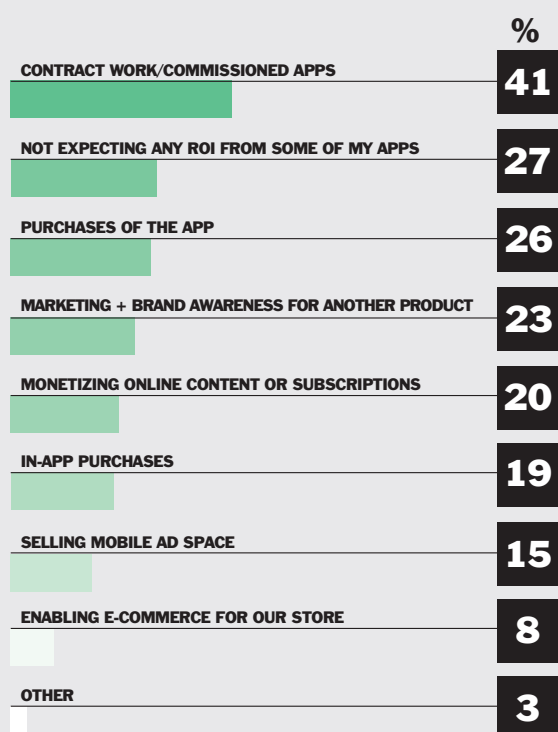 %
CONTRACT WORK/COMMISSIONED APPS
41
NOT EXPECTING ANY ROI FROM SOME OF MY APPS
27
PURCHASES OF THE APP
26
MARKETING + BRAND AWARENESS FOR ANOTHER PRODUCT
23
MONETIZING ONLINE CONTENT OR SUBSCRIPTIONS
20
IN-APP PURCHASES
19
SELLING MOBILE AD SPACE
15
ENABLING E-COMMERCE FOR OUR STORE
8
OTHER
3